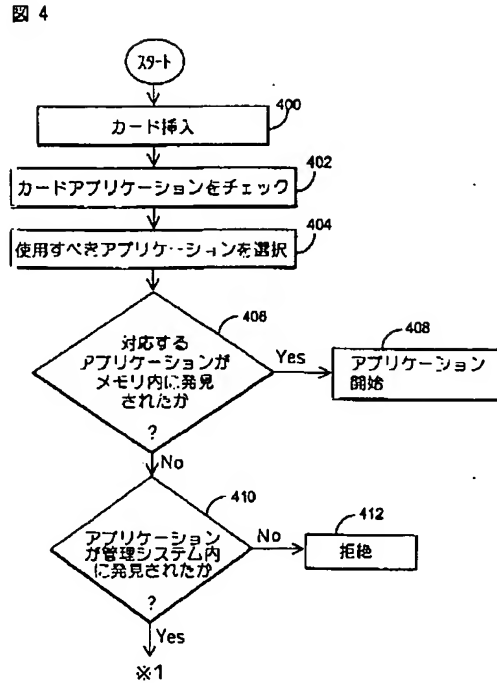 図 4
スタート
400
カード挿入
402
カードアプリケーションをチェック
404
使用すべきアプリケーションを選択
406
対応する
アプリケーションが
メモリ内に発見
されたか
?
Yes
408
アプリケーション
開始
No
410
アプリケーション
が管理システム内
に発見されたか
?
No
412
拒絶
Yes
※1